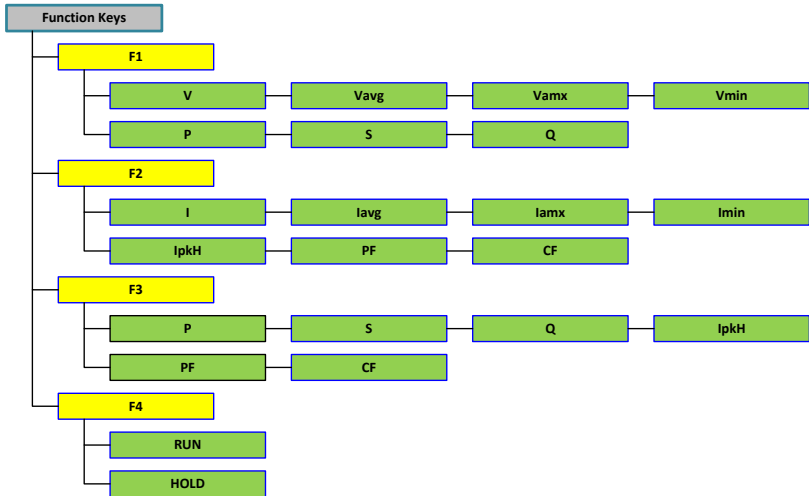 Function Keys
F1
V Vavg Vamx Vmin
P S Q
F2
I Iavg Iamx Imin
IpkH PF CF
F3
P S Q IpkH
PF CF
F4
RUN
HOLD